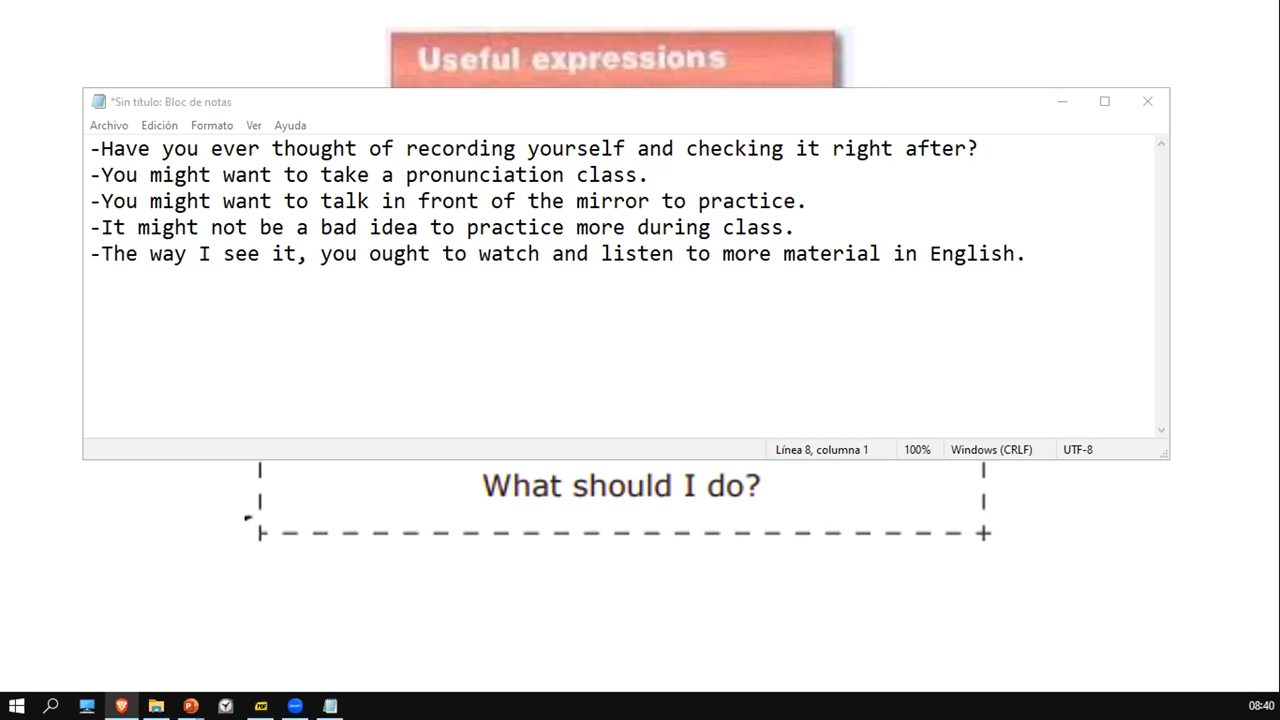 Useful expressions
*Sin título: Bloc de notas
Archivo Edición Formato Ver Ayuda
-Have you ever thought of recording yourself and checking it right after?
-You might want to take a pronunciation class.
-You might want to talk in front of the mirror to practice.
-It might not be a bad idea to practice more during class.
-The way I see it, you ought to watch and listen to more material in English.
Línea 8, columna 1 100% Windows (CRLF) UTF-8
What should I do?
08:40